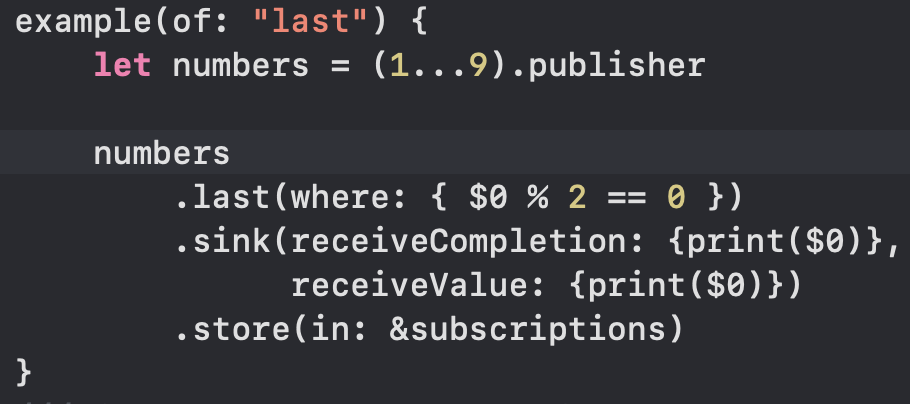 example(of: "last") {
    let numbers = (1...9).publisher

    numbers
        .last(where: { $0 % 2 == 0 })
        .sink(receiveCompletion: {print($0)},
              receiveValue: {print($0)})
        .store(in: &subscriptions)
}